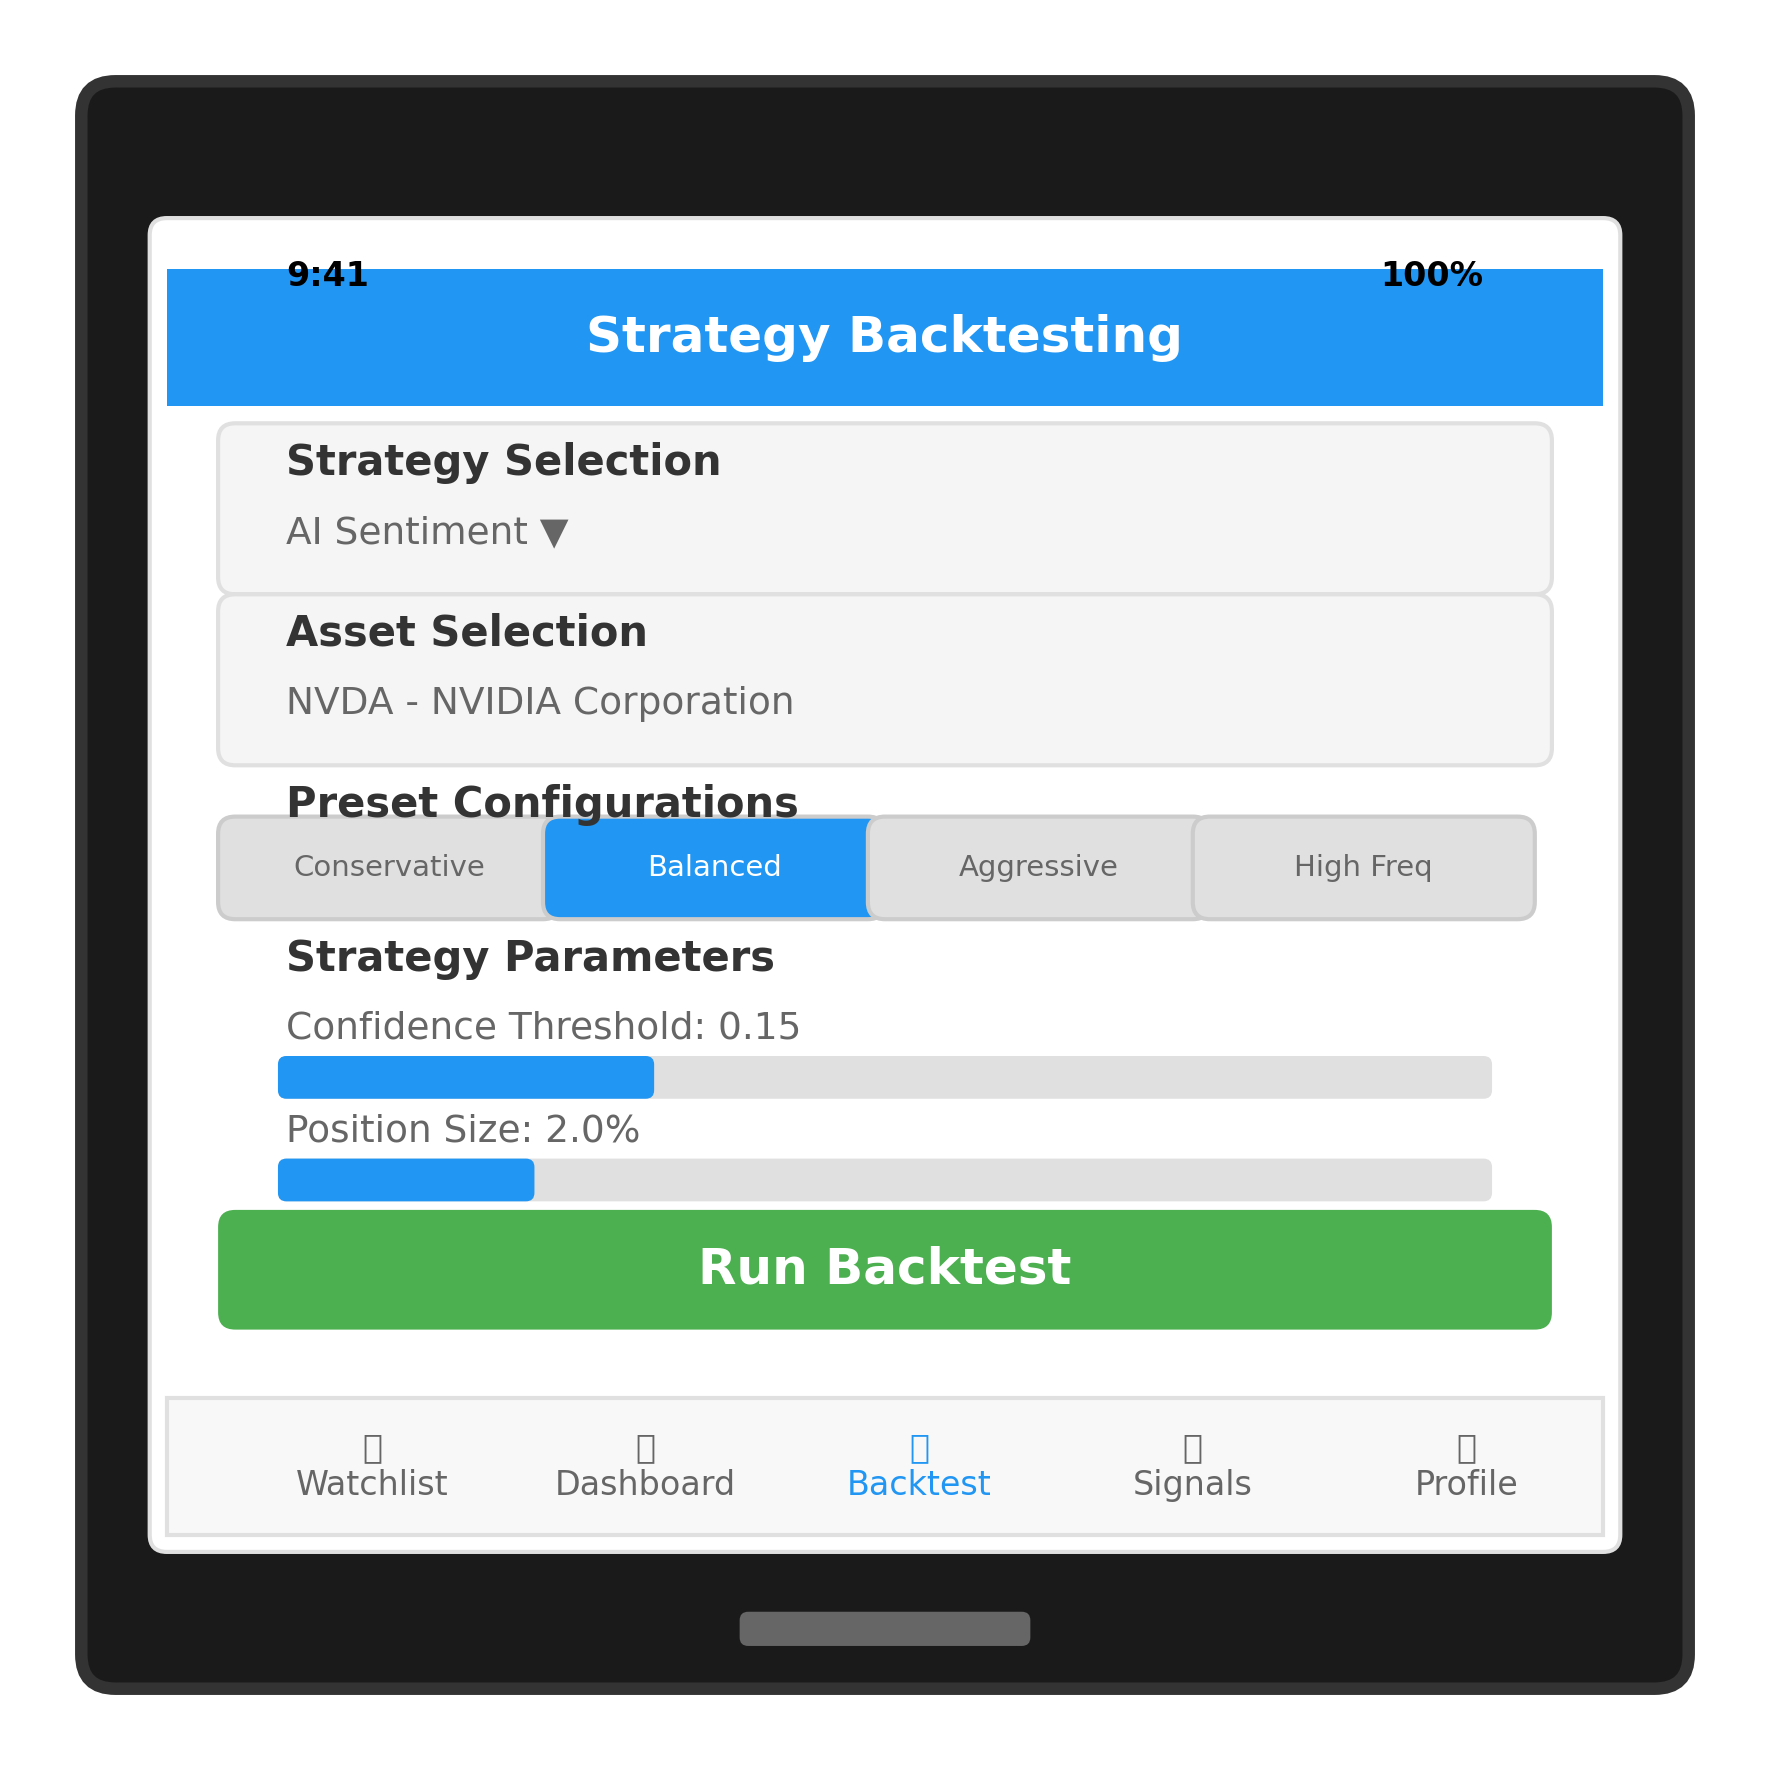 9:41 100%
Strategy Backtesting
Strategy Selection
AI Sentiment ▼
Asset Selection
NVDA - NVIDIA Corporation
Preset Configurations
Conservative Balanced Aggressive High Freq
Strategy Parameters
Confidence Threshold: 0.15
Position Size: 2.0%
Run Backtest
Watchlist Dashboard Backtest Signals Profile